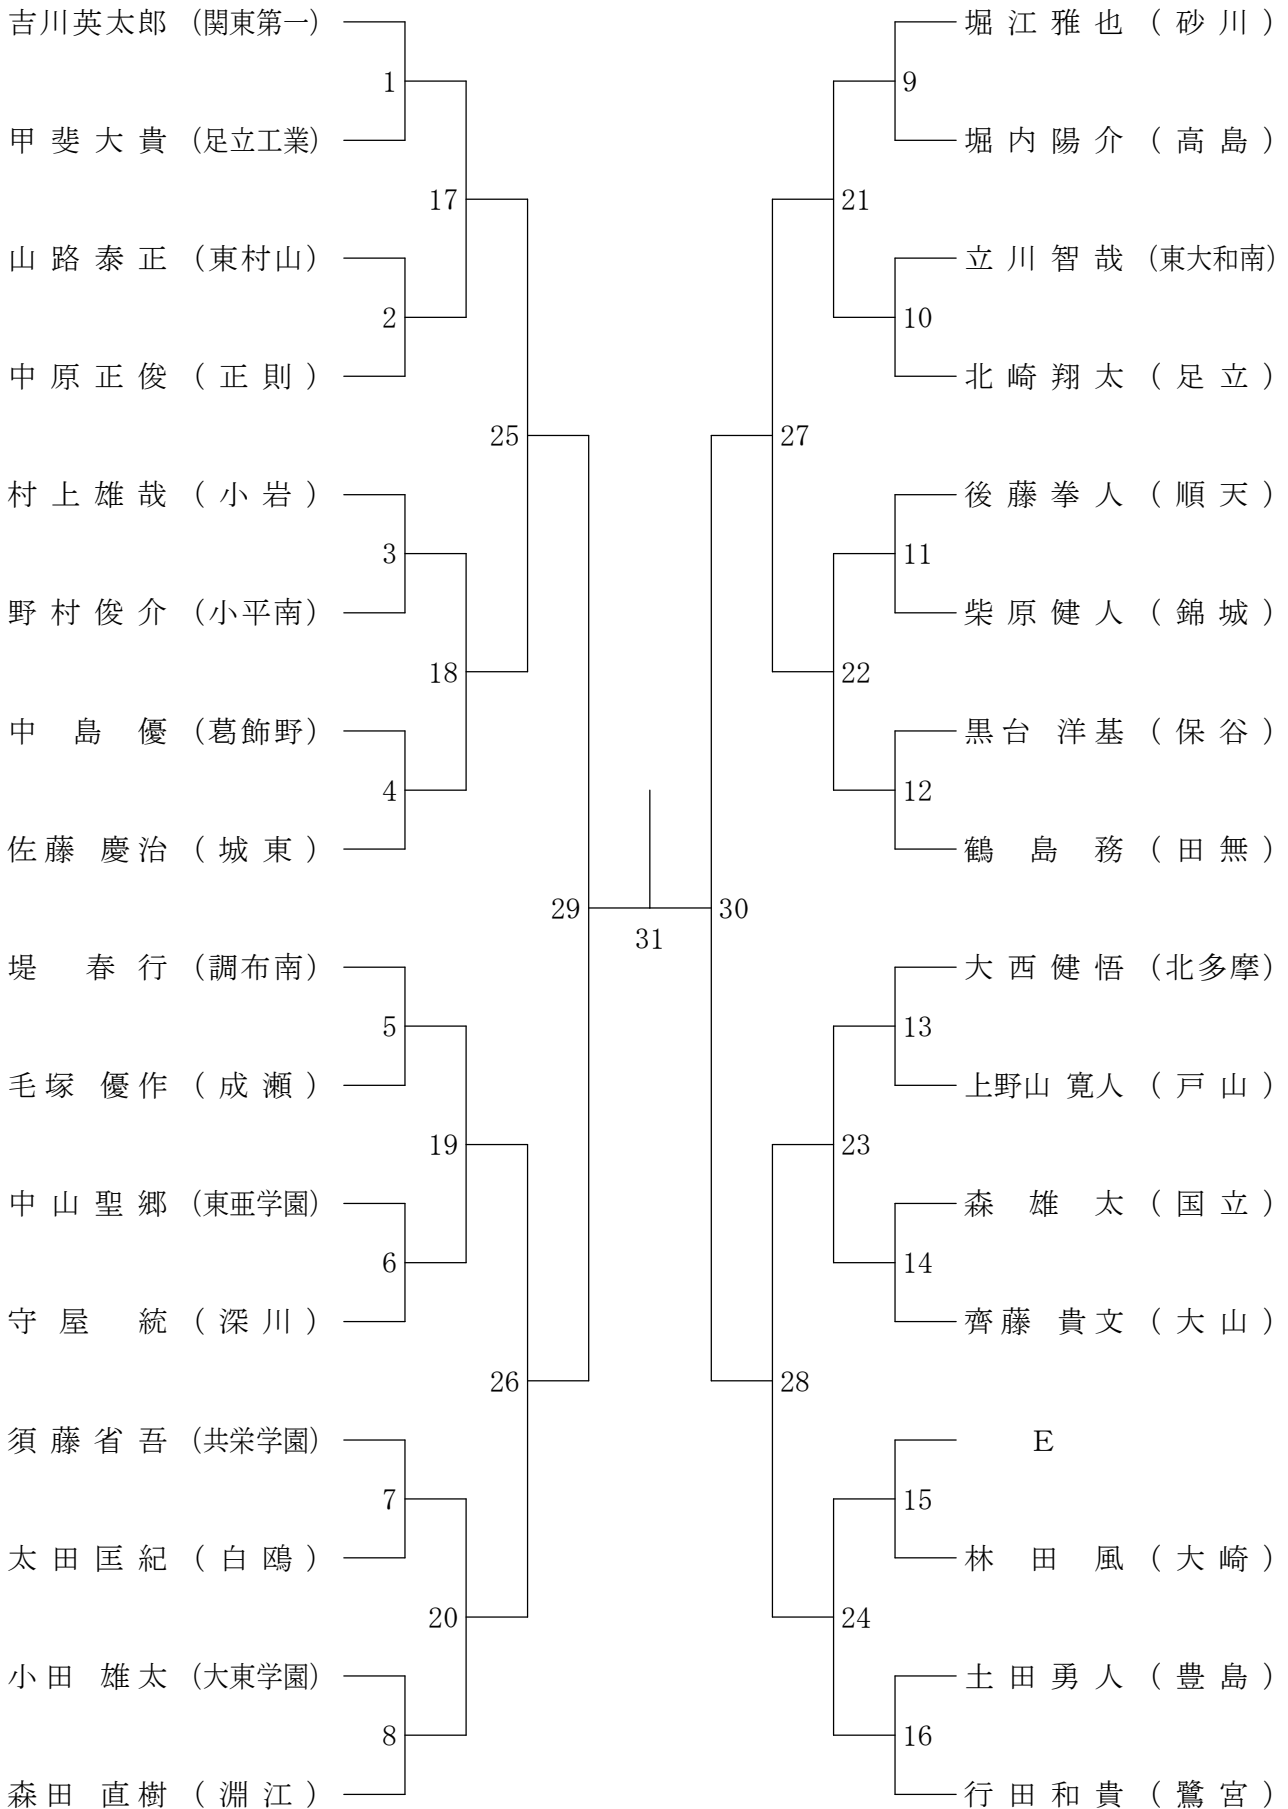 吉川英太郎 (関東第一)
1
甲斐大貴 (足立工業)
17
山路泰正 (東村山)
2
中原正俊 (正則)
25
村上雄哉 (小岩)
3
野村俊介 (小平南)
18
中島優 (葛飾野)
4
佐藤慶治 (城東)
29
堤春行 (調布南)
5
毛塚優作 (成瀬)
19
中山聖郷 (東亜学園)
6
守屋統 (深川)
26
須藤省吾 (共栄学園)
7
太田匡紀 (白鴎)
20
小田雄太 (大東学園)
8
森田直樹 (淵江)
31
堀江雅也 (砂川)
9
堀内陽介 (高島)
21
立川智哉 (東大和南)
10
北崎翔太 (足立)
27
後藤拳人 (順天)
11
柴原健人 (錦城)
22
黒台洋基 (保谷)
12
鶴島務 (田無)
30
大西健悟 (北多摩)
13
上野山寛人 (戸山)
23
森雄太 (国立)
14
齊藤貴文 (大山)
28
E
15
林田風 (大崎)
24
土田勇人 (豊島)
16
行田和貴 (鷺宮)